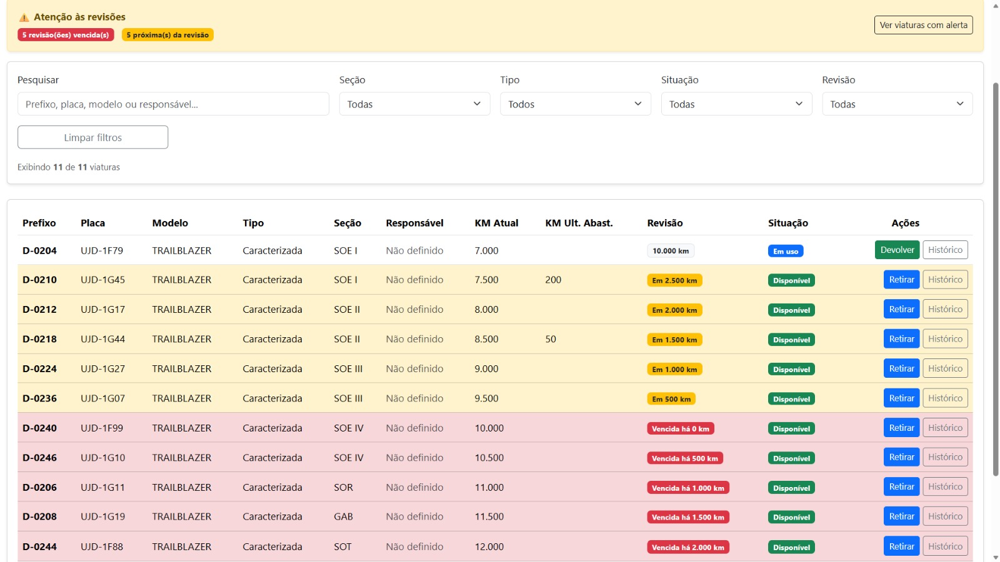 ⚠ Atenção às revisões
5 revisão(ões) vencida(s) 5 próxima(s) da revisão
Ver viaturas com alerta
Pesquisar Seção Tipo Situação Revisão
Prefixo, placa, modelo ou responsável... Todas Todos Todas Todas
Limpar filtros
Exibindo 11 de 11 viaturas
Prefixo Placa Modelo Tipo Seção Responsável KM Atual KM Ult. Abast. Revisão Situação Ações
D-0204 UJD-1F79 TRAILBLAZER Caracterizada SOE I Não definido 7.000 10.000 km Em uso Devolver Histórico
D-0210 UJD-1G45 TRAILBLAZER Caracterizada SOE I Não definido 7.500 200 Em 2.500 km Disponível Retirar Histórico
D-0212 UJD-1G17 TRAILBLAZER Caracterizada SOE II Não definido 8.000 Em 2.000 km Disponível Retirar Histórico
D-0218 UJD-1G44 TRAILBLAZER Caracterizada SOE II Não definido 8.500 50 Em 1.500 km Disponível Retirar Histórico
D-0224 UJD-1G27 TRAILBLAZER Caracterizada SOE III Não definido 9.000 Em 1.000 km Disponível Retirar Histórico
D-0236 UJD-1G07 TRAILBLAZER Caracterizada SOE III Não definido 9.500 Em 500 km Disponível Retirar Histórico
D-0240 UJD-1F99 TRAILBLAZER Caracterizada SOE IV Não definido 10.000 Vencida há 0 km Disponível Retirar Histórico
D-0246 UJD-1G10 TRAILBLAZER Caracterizada SOE IV Não definido 10.500 Vencida há 500 km Disponível Retirar Histórico
D-0206 UJD-1G11 TRAILBLAZER Caracterizada SOR Não definido 11.000 Vencida há 1.000 km Disponível Retirar Histórico
D-0208 UJD-1G19 TRAILBLAZER Caracterizada GAB Não definido 11.500 Vencida há 1.500 km Disponível Retirar Histórico
D-0244 UJD-1F88 TRAILBLAZER Caracterizada SOT Não definido 12.000 Vencida há 2.000 km Disponível Retirar Histórico